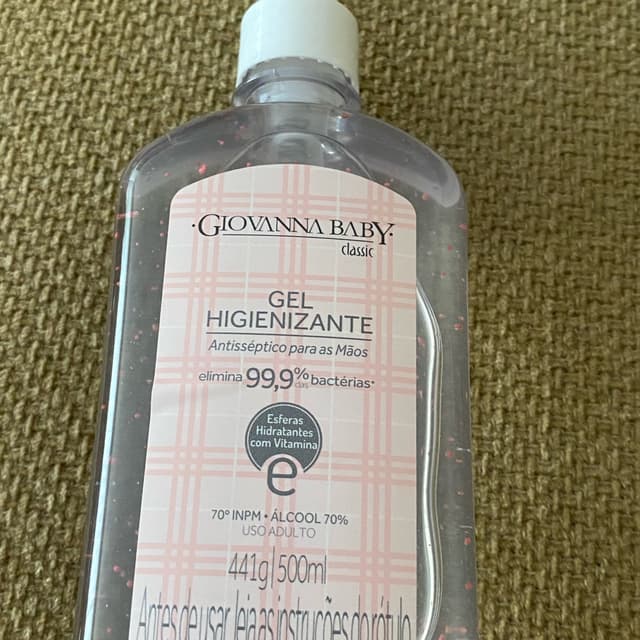 ·GIOVANNA BABY·
classic
GEL
HIGIENIZANTE
Antisséptico para as Mãos
elimina 99,9% das bactérias*
Esferas
Hidratantes
com Vitamina
e
70° INPM • ÁLCOOL 70%
USO ADULTO
441g | 500ml
Antes de usar, leia as instruções do rótulo